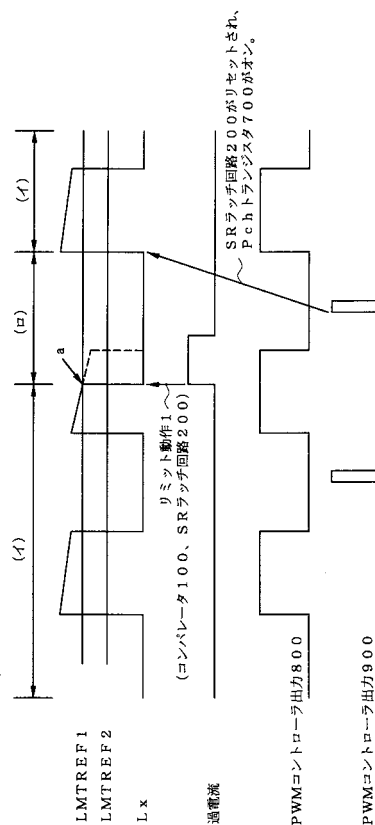 (イ)
(ロ)
(イ)
a
LMTREF1
LMTREF2
Lx
リミット動作1
(コンパレータ100、SRラッチ回路200)
過電流
SRラッチ回路200がリセットされ、
Pchトランジスタ700がオン。
PWMコントローラ出力800
PWMコントローラ出力900